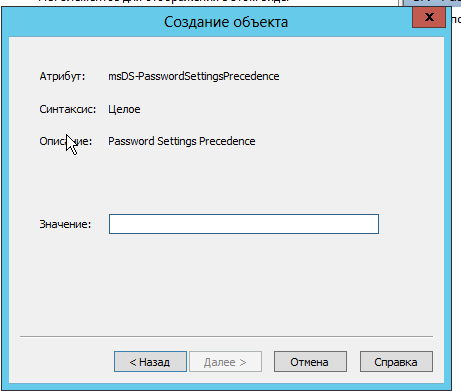 Создание объекта
x
Атрибут: msDS-PasswordSettingsPrecedence
Синтаксис: Целое
Описание: Password Settings Precedence
Значение:
< Назад Далее > Отмена Справка